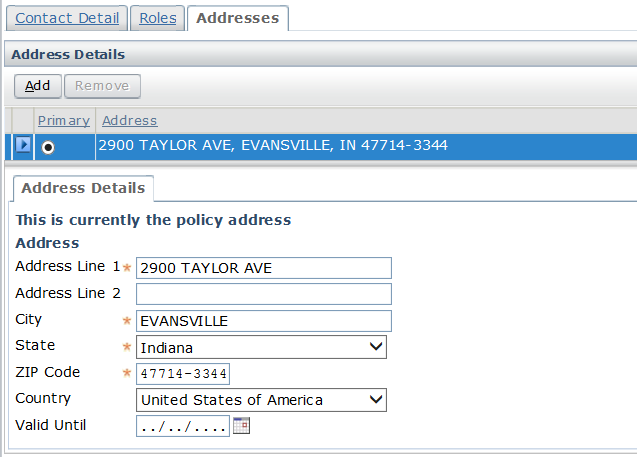 Contact Detail Roles Addresses
Address Details
Add Remove
Primary Address
2900 TAYLOR AVE, EVANSVILLE, IN 47714-3344
Address Details
This is currently the policy address
Address
Address Line 1* 2900 TAYLOR AVE
Address Line 2
City * EVANSVILLE
State * Indiana
ZIP Code * 47714-3344
Country United States of America
Valid Until ../../....